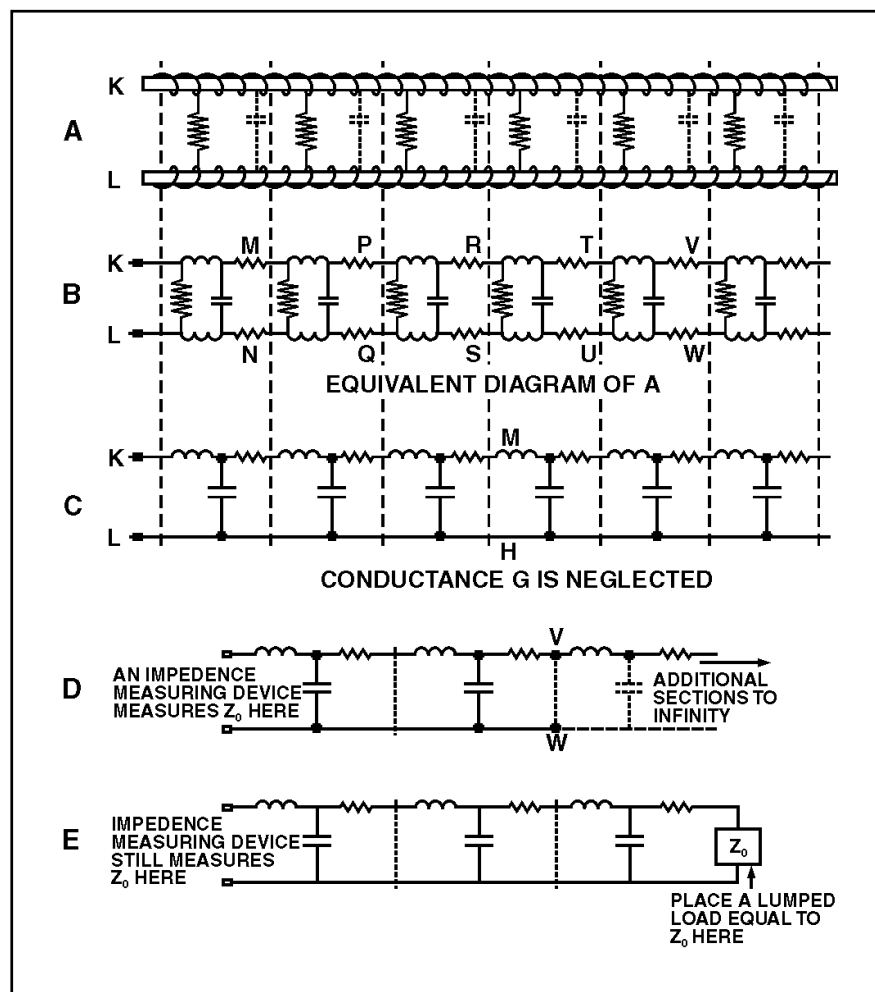 K
A
L
M P R T V
K
B
L
N Q S U W
EQUIVALENT DIAGRAM OF A
M
K
C
L
H
CONDUCTANCE G IS NEGLECTED
V
D
AN IMPEDENCE
MEASURING DEVICE
MEASURES Z₀ HERE
ADDITIONAL
SECTIONS TO
INFINITY
W
E
IMPEDENCE
MEASURING DEVICE
STILL MEASURES
Z₀ HERE
Z₀
PLACE A LUMPED
LOAD EQUAL TO
Z₀ HERE